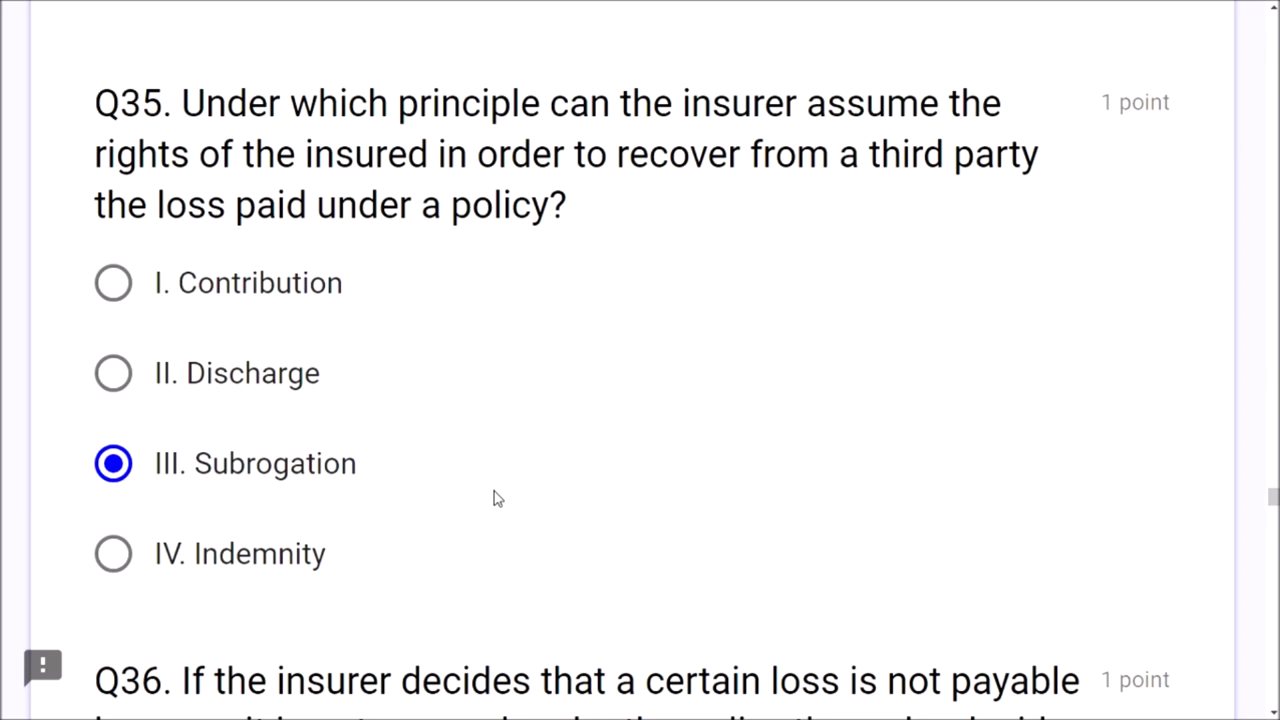 Q35. Under which principle can the insurer assume the
1 point
rights of the insured in order to recover from a third party
the loss paid under a policy?
I. Contribution
II. Discharge
III. Subrogation
IV. Indemnity
Q36. If the insurer decides that a certain loss is not payable
1 point